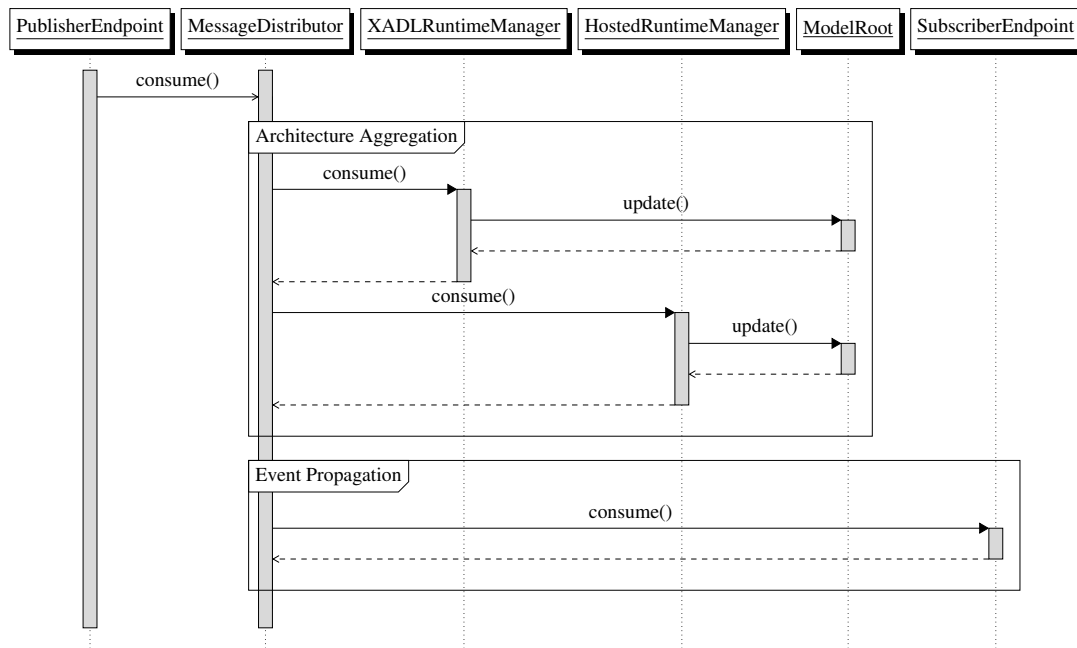 PublisherEndpoint
MessageDistributor
XADLRuntimeManager
HostedRuntimeManager
ModelRoot
SubscriberEndpoint
consume()
Architecture Aggregation
consume()
update()
consume()
update()
Event Propagation
consume()